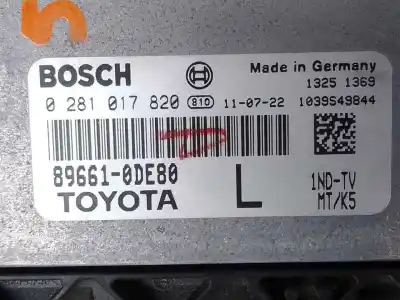 5
BOSCH
Made in Germany
1325 1369
0 281 017 820 810 11-07-22 1039S49844
89661-0DE80
L
1ND-TV
TOYOTA
MT/K5